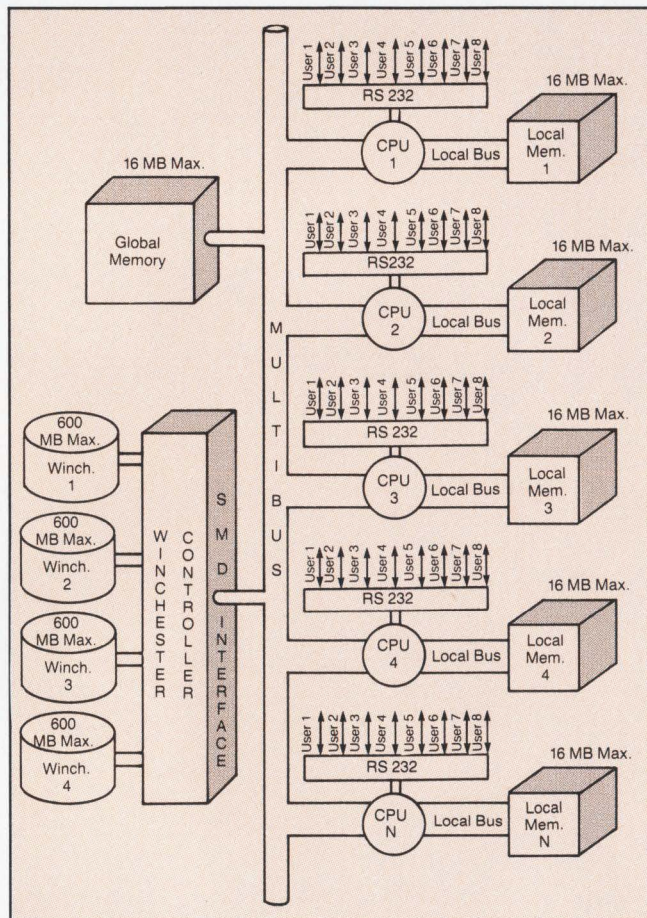 User 1
User 2
User 3
User 4
User 5
User 6
User 7
User 8
RS 232
CPU
1
Local Bus
16 MB Max.
Local
Mem.
1
16 MB Max.
Global
Memory
User 1
User 2
User 3
User 4
User 5
User 6
User 7
User 8
RS232
CPU
2
Local Bus
16 MB Max.
Local
Mem.
2
MULTIBUS
User 1
User 2
User 3
User 4
User 5
User 6
User 7
User 8
RS 232
CPU
3
Local Bus
16 MB Max.
Local
Mem.
3
600
MB Max.
Winch.
1
600
MB Max.
Winch.
2
600
MB Max.
Winch.
3
600
MB Max.
Winch.
4
WINCHESTER
CONTROLLER
SMD INTERFACE
User 1
User 2
User 3
User 4
User 5
User 6
User 7
User 8
RS 232
CPU
4
Local Bus
16 MB Max.
Local
Mem.
4
User 1
User 2
User 3
User 4
User 5
User 6
User 7
User 8
RS 232
CPU
N
Local Bus
16 MB Max.
Local
Mem.
N